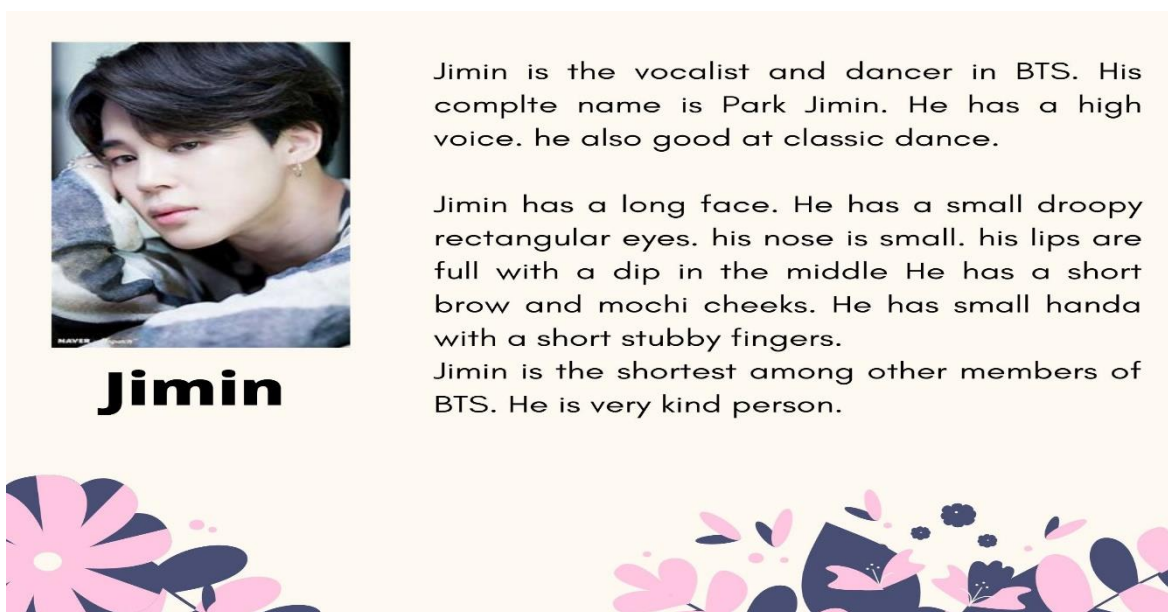 Jimin is the vocalist and dancer in BTS. His
complte name is Park Jimin. He has a high
voice. he also good at classic dance.
Jimin has a long face. He has a small droopy
rectangular eyes. his nose is small. his lips are
full with a dip in the middle He has a short
brow and mochi cheeks. He has small handa
with a short stubby fingers.
Jimin is the shortest among other members of
BTS. He is very kind person.
NAVER
Jimin